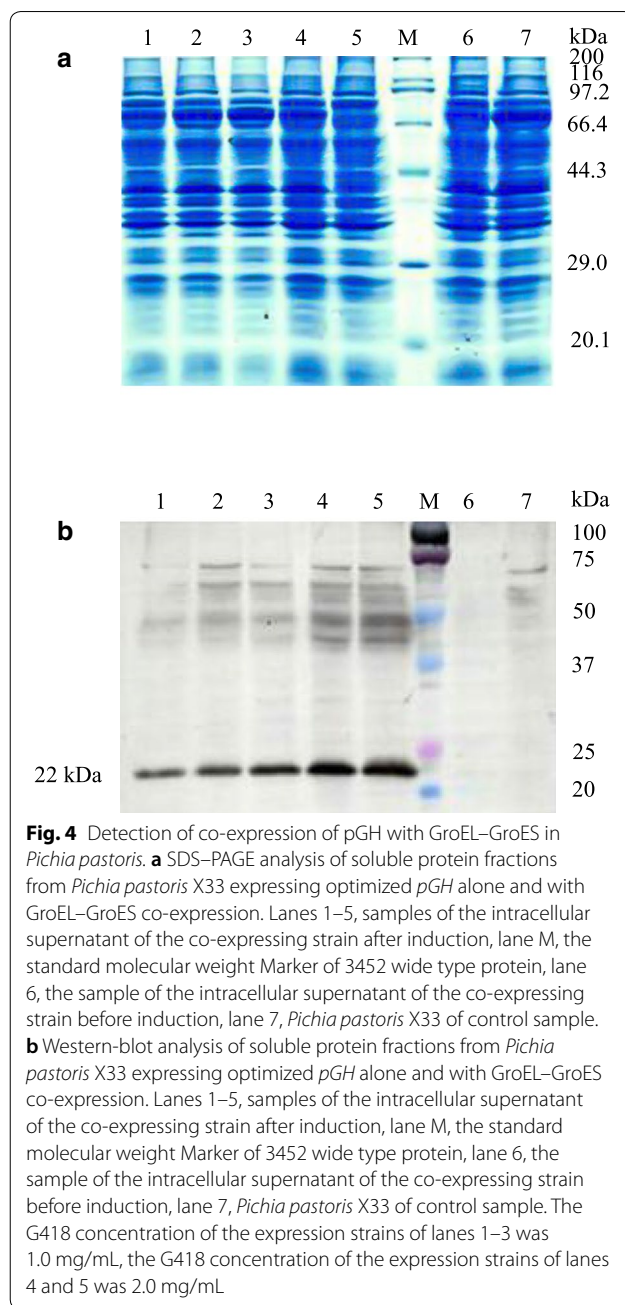 kDa
1 2 3 4 5 M 6 7
a
200
116
97.2
66.4
44.3
29.0
20.1
1 2 3 4 5 M 6 7
kDa
b
100
75
50
37
25
22 kDa
20
Fig. 4 Detection of co-expression of pGH with GroEL–GroES in
Pichia pastoris. a SDS–PAGE analysis of soluble protein fractions
from Pichia pastoris X33 expressing optimized pGH alone and with
GroEL–GroES co-expression. Lanes 1–5, samples of the intracellular
supernatant of the co-expressing strain after induction, lane M, the
standard molecular weight Marker of 3452 wide type protein, lane
6, the sample of the intracellular supernatant of the co-expressing
strain before induction, lane 7, Pichia pastoris X33 of control sample.
b Western-blot analysis of soluble protein fractions from Pichia
pastoris X33 expressing optimized pGH alone and with GroEL–GroES
co-expression. Lanes 1–5, samples of the intracellular supernatant
of the co-expressing strain after induction, lane M, the standard
molecular weight Marker of 3452 wide type protein, lane 6, the
sample of the intracellular supernatant of the co-expressing strain
before induction, lane 7, Pichia pastoris X33 of control sample. The
G418 concentration of the expression strains of lanes 1–3 was
1.0 mg/mL, the G418 concentration of the expression strains of lanes
4 and 5 was 2.0 mg/mL